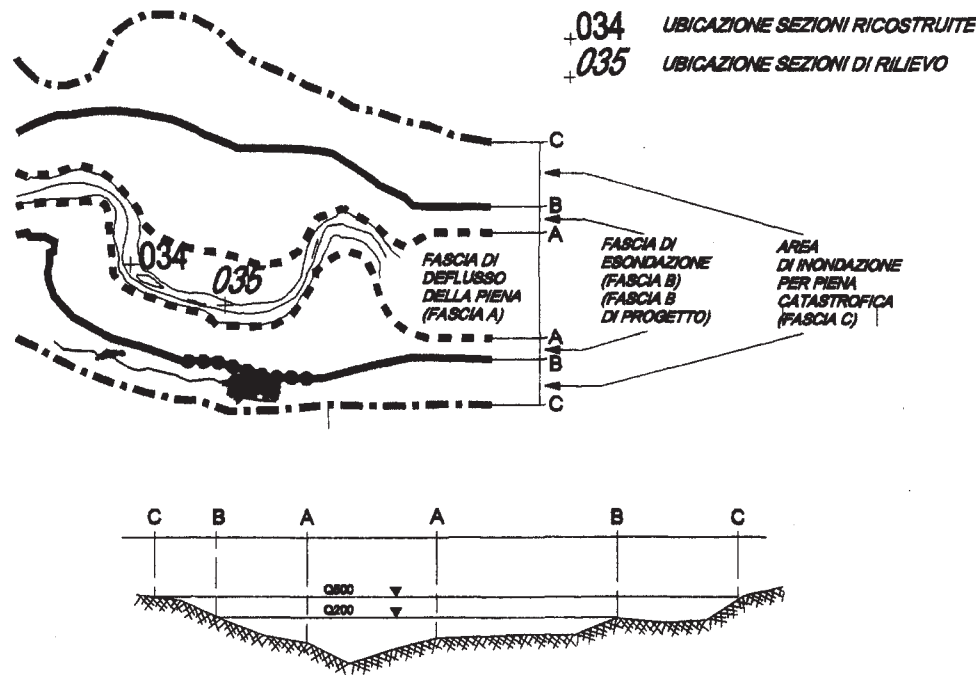 034 UBICAZIONE SEZIONI RICOSTRUITE
035 UBICAZIONE SEZIONI DI RILIEVO
C
B
A
034
035
FASCIA DI
DEFLUSSO
DELLA PIENA
(FASCIA A)
FASCIA DI
ESONDAZIONE
(FASCIA B)
(FASCIA B
DI PROGETTO)
AREA
DI INONDAZIONE
PER PIENA
CATASTROFICA
(FASCIA C)
A
B
C
C B A A B C
Q500
Q200